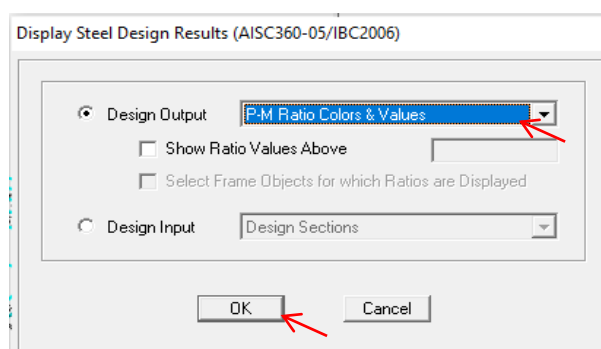 Display Steel Design Results (AISC360-05/IBC2006)
Design Output P-M Ratio Colors & Values
Show Ratio Values Above
Select Frame Objects for which Ratios are Displayed
Design Input Design Sections
OK Cancel